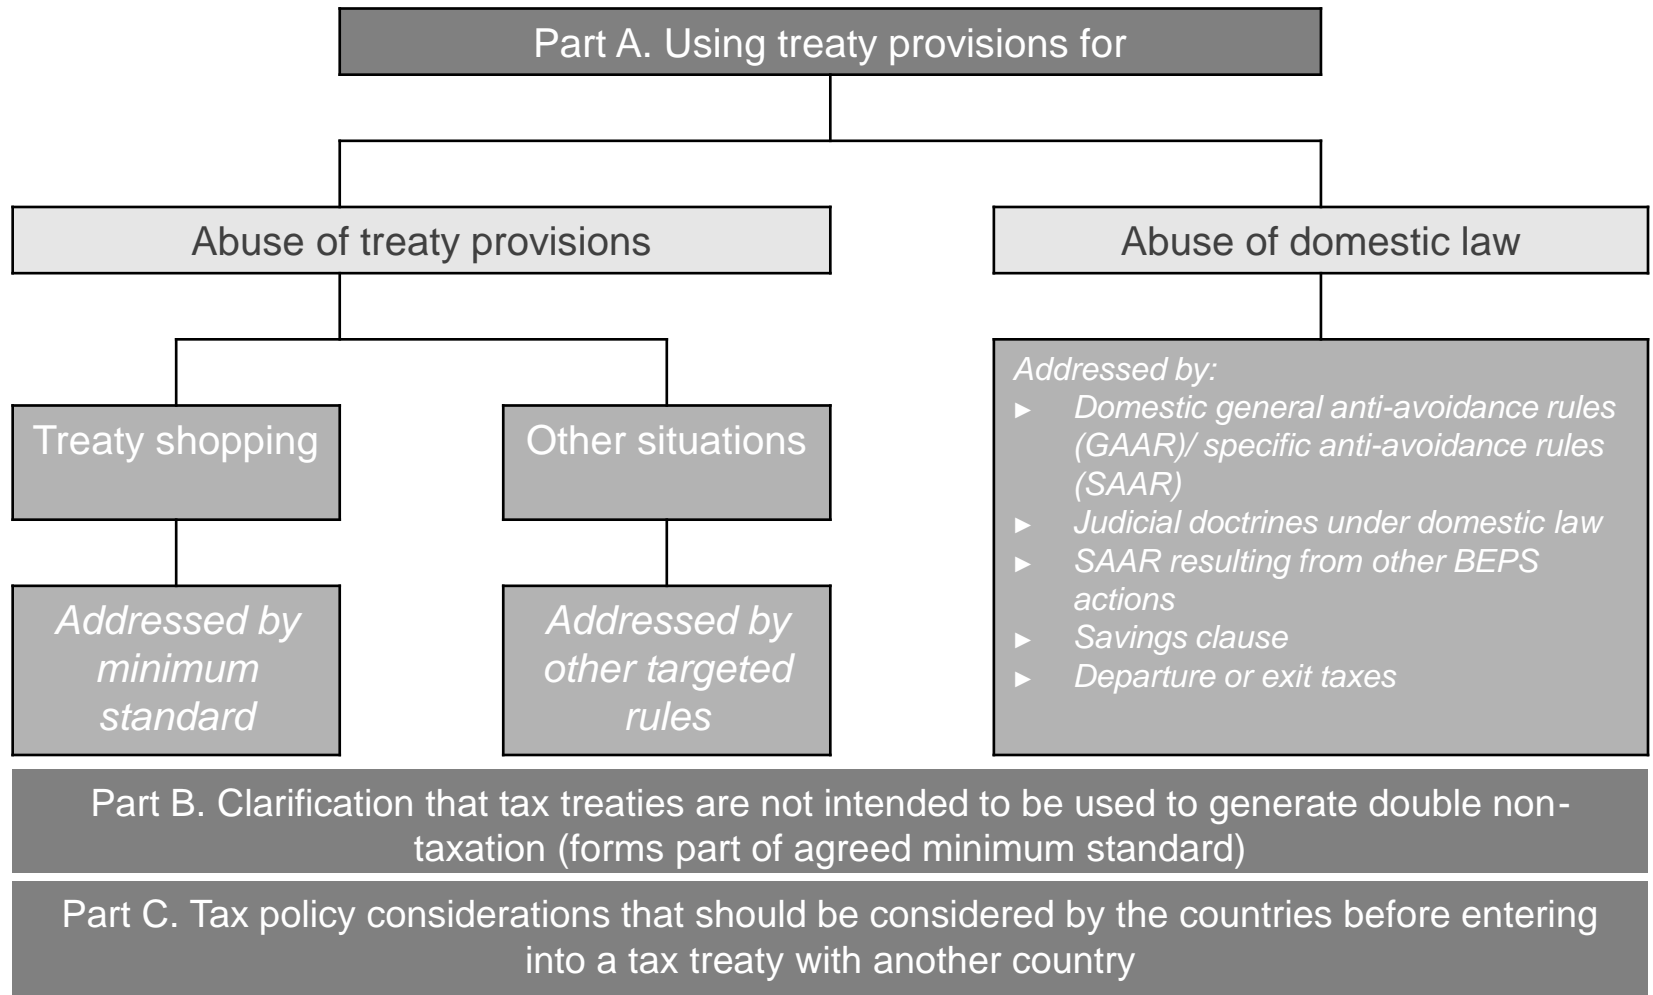 Part A. Using treaty provisions for
Abuse of treaty provisions
Abuse of domestic law
Treaty shopping
Other situations
Addressed by
minimum
standard
Addressed by
other targeted
rules
Addressed by:
► Domestic general anti-avoidance rules
(GAAR)/ specific anti-avoidance rules
(SAAR)
► Judicial doctrines under domestic law
► SAAR resulting from other BEPS
actions
► Savings clause
► Departure or exit taxes
Part B. Clarification that tax treaties are not intended to be used to generate double non-
taxation (forms part of agreed minimum standard)
Part C. Tax policy considerations that should be considered by the countries before entering
into a tax treaty with another country